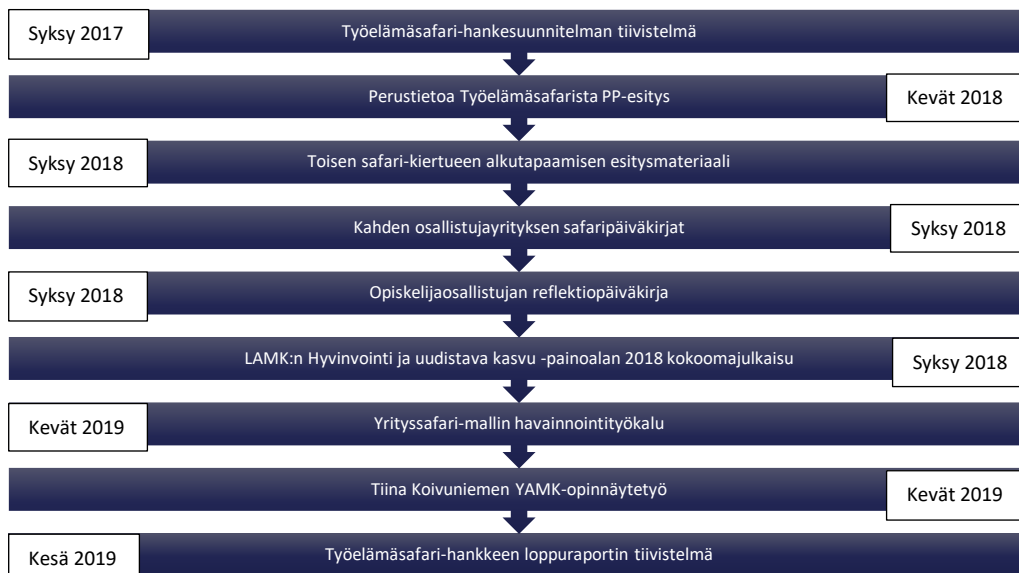 Syksy 2017
Työelämäsafari-hankesuunnitelman tiivistelmä
Perustietoa Työelämäsafarista PP-esitys
Kevät 2018
Syksy 2018
Toisen safari-kiertueen alkutapaamisen esitysmateriaali
Kahden osallistujayrityksen safaripäiväkirjat
Syksy 2018
Syksy 2018
Opiskelijaosallistujan reflektiopäiväkirja
LAMK:n Hyvinvointi ja uudistava kasvu -painoalan 2018 kokoomajulkaisu
Syksy 2018
Kevät 2019
Yrityssafari-mallin havainnointityökalu
Tiina Koivuniemen YAMK-opinnäytetyö
Kevät 2019
Kesä 2019
Työelämäsafari-hankkeen loppuraportin tiivistelmä